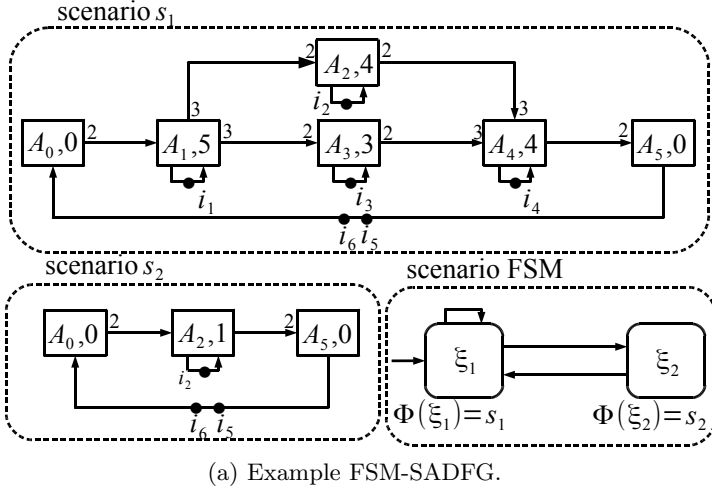 scenario s₁
2 A₂,4 2
i₂
3 3
A₀,0 2 A₁,5 3 2 A₃,3 2 3 A₄,4 2 A₅,0
i₁ i₃ i₄
i₆ i₅
scenario s₂
A₀,0 2 A₂,1 2 A₅,0
i₂
i₆ i₅
scenario FSM
ξ₁ ξ₂
Φ(ξ₁)=s₁ Φ(ξ₂)=s₂
(a) Example FSM-SADFG.